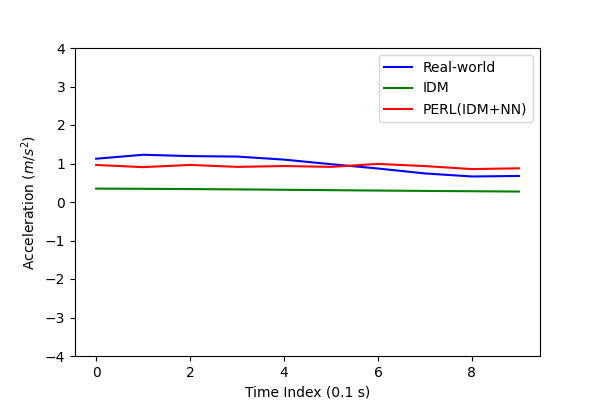 4
3
2
1
0
−1
−2
−3
−4
Acceleration (m/s²)
Real-world
IDM
PERL(IDM+NN)
0 2 4 6 8
Time Index (0.1 s)